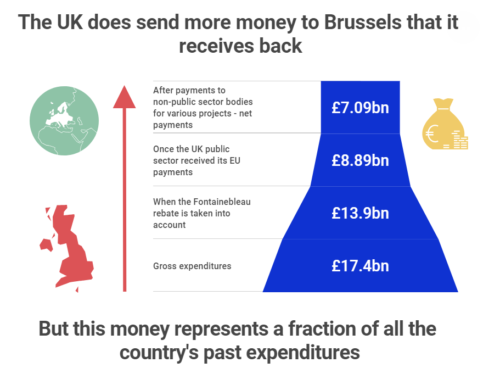 The UK does send more money to Brussels that it
receives back
After payments to
non-public sector bodies
for various projects - net
payments
£7.09bn
Once the UK public
sector received its EU
payments
£8.89bn
When the Fontainebleau
rebate is taken into
account
£13.9bn
Gross expenditures
£17.4bn
But this money represents a fraction of all the
country's past expenditures